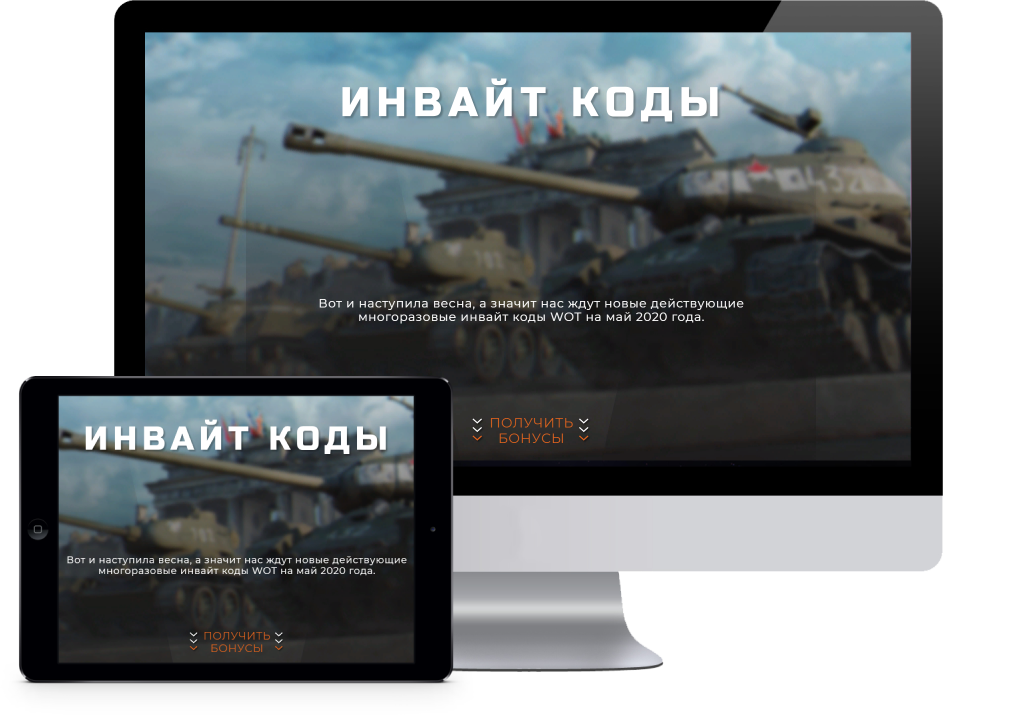 ИНВАЙТ КОДЫ
432
Вот и наступила весна, а значит нас ждут новые действующие
многоразовые инвайт коды WOT на май 2020 года.
ПОЛУЧИТЬ
БОНУСЫ
ИНВАЙТ КОДЫ
Вот и наступила весна, а значит нас ждут новые действующие
многоразовые инвайт коды WOT на май 2020 года.
ПОЛУЧИТЬ
БОНУСЫ